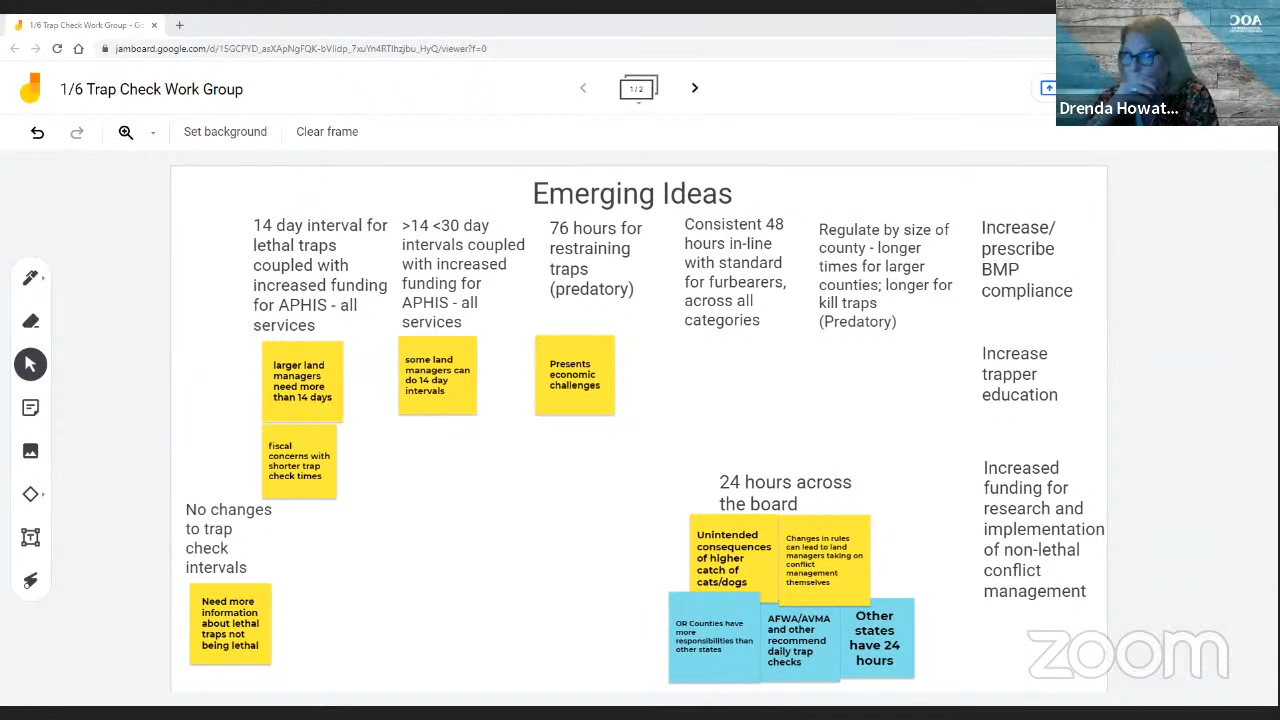 1/6 Trap Check Work Group - Go
jamboard.google.com/d/15GCPYD_asXApNgFQK-bVIidp_7xuYn4RTIhzjbu_HyQ/viewer?f=0
AOC
Drenda Howat...
1/6 Trap Check Work Group
1/2
Set background
Clear frame
Emerging Ideas
14 day interval for
lethal traps
coupled with
increased funding
for APHIS - all
services
>14 <30 day
intervals coupled
with increased
funding for
APHIS - all
services
76 hours for
restraining
traps
(predatory)
Consistent 48
hours in-line
with standard
for furbearers,
across all
categories
Regulate by size of
county - longer
times for larger
counties; longer for
kill traps
(Predatory)
Increase/
prescribe
BMP
compliance
larger land
managers
need more
than 14 days
some land
managers can
do 14 day
intervals
Presents
economic
challenges
Increase
trapper
education
fiscal
concerns with
shorter trap
check times
No changes
to trap
check
intervals
Need more
information
about lethal
traps not
being lethal
24 hours across
the board
Unintended
consequences
of higher
catch of
cats/dogs
Changes in rules
can lead to land
managers taking on
conflict
management
themselves
OR Counties have
more
responsibilities than
other states
AFWA/AVMA
and other
recommend
daily trap
checks
Other
states
have 24
hours
Increased
funding for
research and
implementation
of non-lethal
conflict
management
zoom